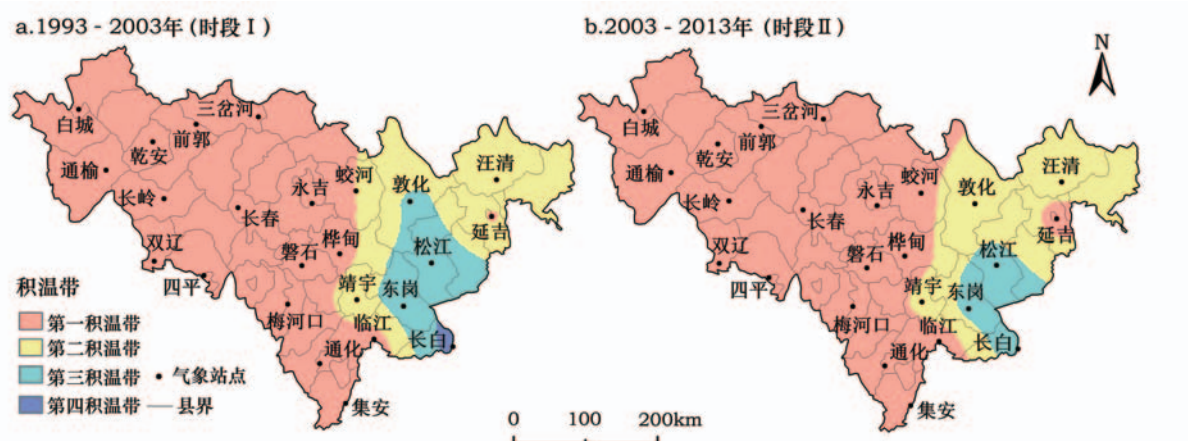 a.1993 - 2003年 (时段Ⅰ)
三岔河
白城
前郭
乾安
通榆
长岭
长春
永吉
蛟河
敦化
汪清
延吉
双辽
四平
磐石
桦甸
松江
靖宇
东岗
梅河口
临江
长白
通化
集安
积温带
第一积温带
第二积温带
第三积温带
第四积温带
气象站点
县界
b.2003 - 2013年 (时段Ⅱ)
N
三岔河
白城
前郭
乾安
通榆
长岭
长春
永吉
蛟河
敦化
汪清
延吉
双辽
四平
磐石
桦甸
松江
靖宇
东岗
梅河口
临江
长白
通化
集安
0 100 200km